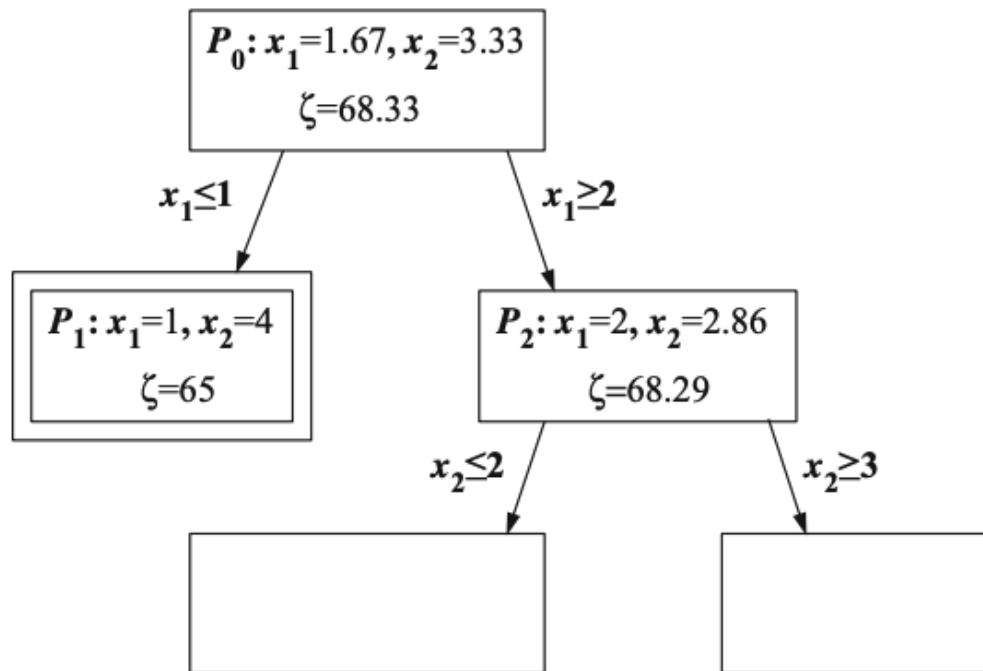 P0: x1=1.67, x2=3.33
ζ=68.33
x1≤1
x1≥2
P1: x1=1, x2=4
ζ=65
P2: x1=2, x2=2.86
ζ=68.29
x2≤2
x2≥3